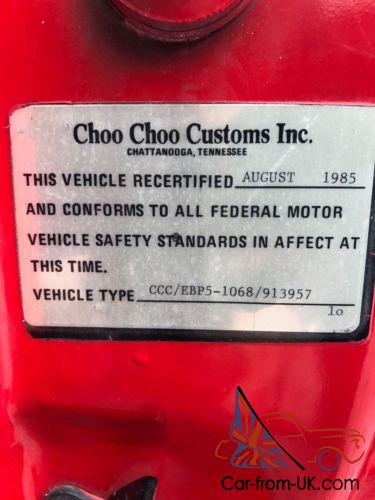 Choo Choo Customs Inc.
CHATTANOOGA, TENNESSEE
THIS VEHICLE RECERTIFIED AUGUST 1985
AND CONFORMS TO ALL FEDERAL MOTOR
VEHICLE SAFETY STANDARDS IN AFFECT AT
THIS TIME.
VEHICLE TYPE CCC/EBP5-1068/913957
lo
Car-from-UK.com